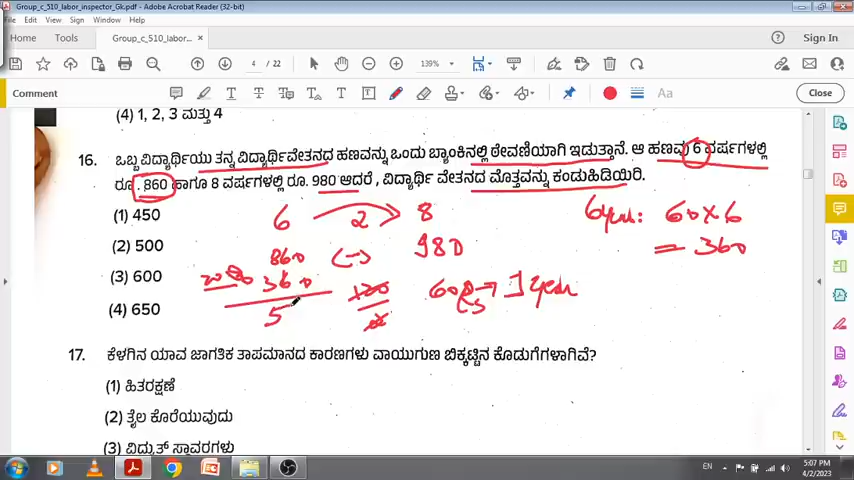 Group_c_510_labor_inspector_Gk.pdf - Adobe Acrobat Reader (32-bit)
File Edit View Sign Window Help
Home Tools Group_c_510_labor... × Sign In
4 / 22 139%
Comment Close
(4) 1, 2, 3 ಮತ್ತು 4
16. ಒಬ್ಬ ವಿದ್ಯಾರ್ಥಿಯು ತನ್ನ ವಿದ್ಯಾರ್ಥಿವೇತನದ ಹಣವನ್ನು ಒಂದು ಬ್ಯಾಂಕಿನಲ್ಲಿ ಠೇವಣಿಯಾಗಿ ಇಡುತ್ತಾನೆ. ಆ ಹಣವು 6 ವರ್ಷಗಳಲ್ಲಿ
ರೂ. 860 ಹಾಗೂ 8 ವರ್ಷಗಳಲ್ಲಿ ರೂ. 980 ಆದರೆ , ವಿದ್ಯಾರ್ಥಿ ವೇತನದ ಮೊತ್ತವನ್ನು ಕಂಡುಹಿಡಿಯಿರಿ.
(1) 450 6 2 8 6 years: 60 × 6
(2) 500 860 (-) 980 = 360
(3) 600 360 120 60 → 1 year
(4) 650 5
17. ಕೆಳಗಿನ ಯಾವ ಜಾಗತಿಕ ತಾಪಮಾನದ ಕಾರಣಗಳು ವಾಯುಗುಣ ಬಿಕ್ಕಟ್ಟಿನ ಕೊಡುಗೆಗಳಾಗಿವೆ?
(1) ಹಿತರಕ್ಷಣೆ
(2) ತೈಲ ಕೊರೆಯುವುದು
(3) ವಿದ್ಯುತ್ ಸ್ಥಾವರಗಳು
EN 5:07 PM
4/2/2023